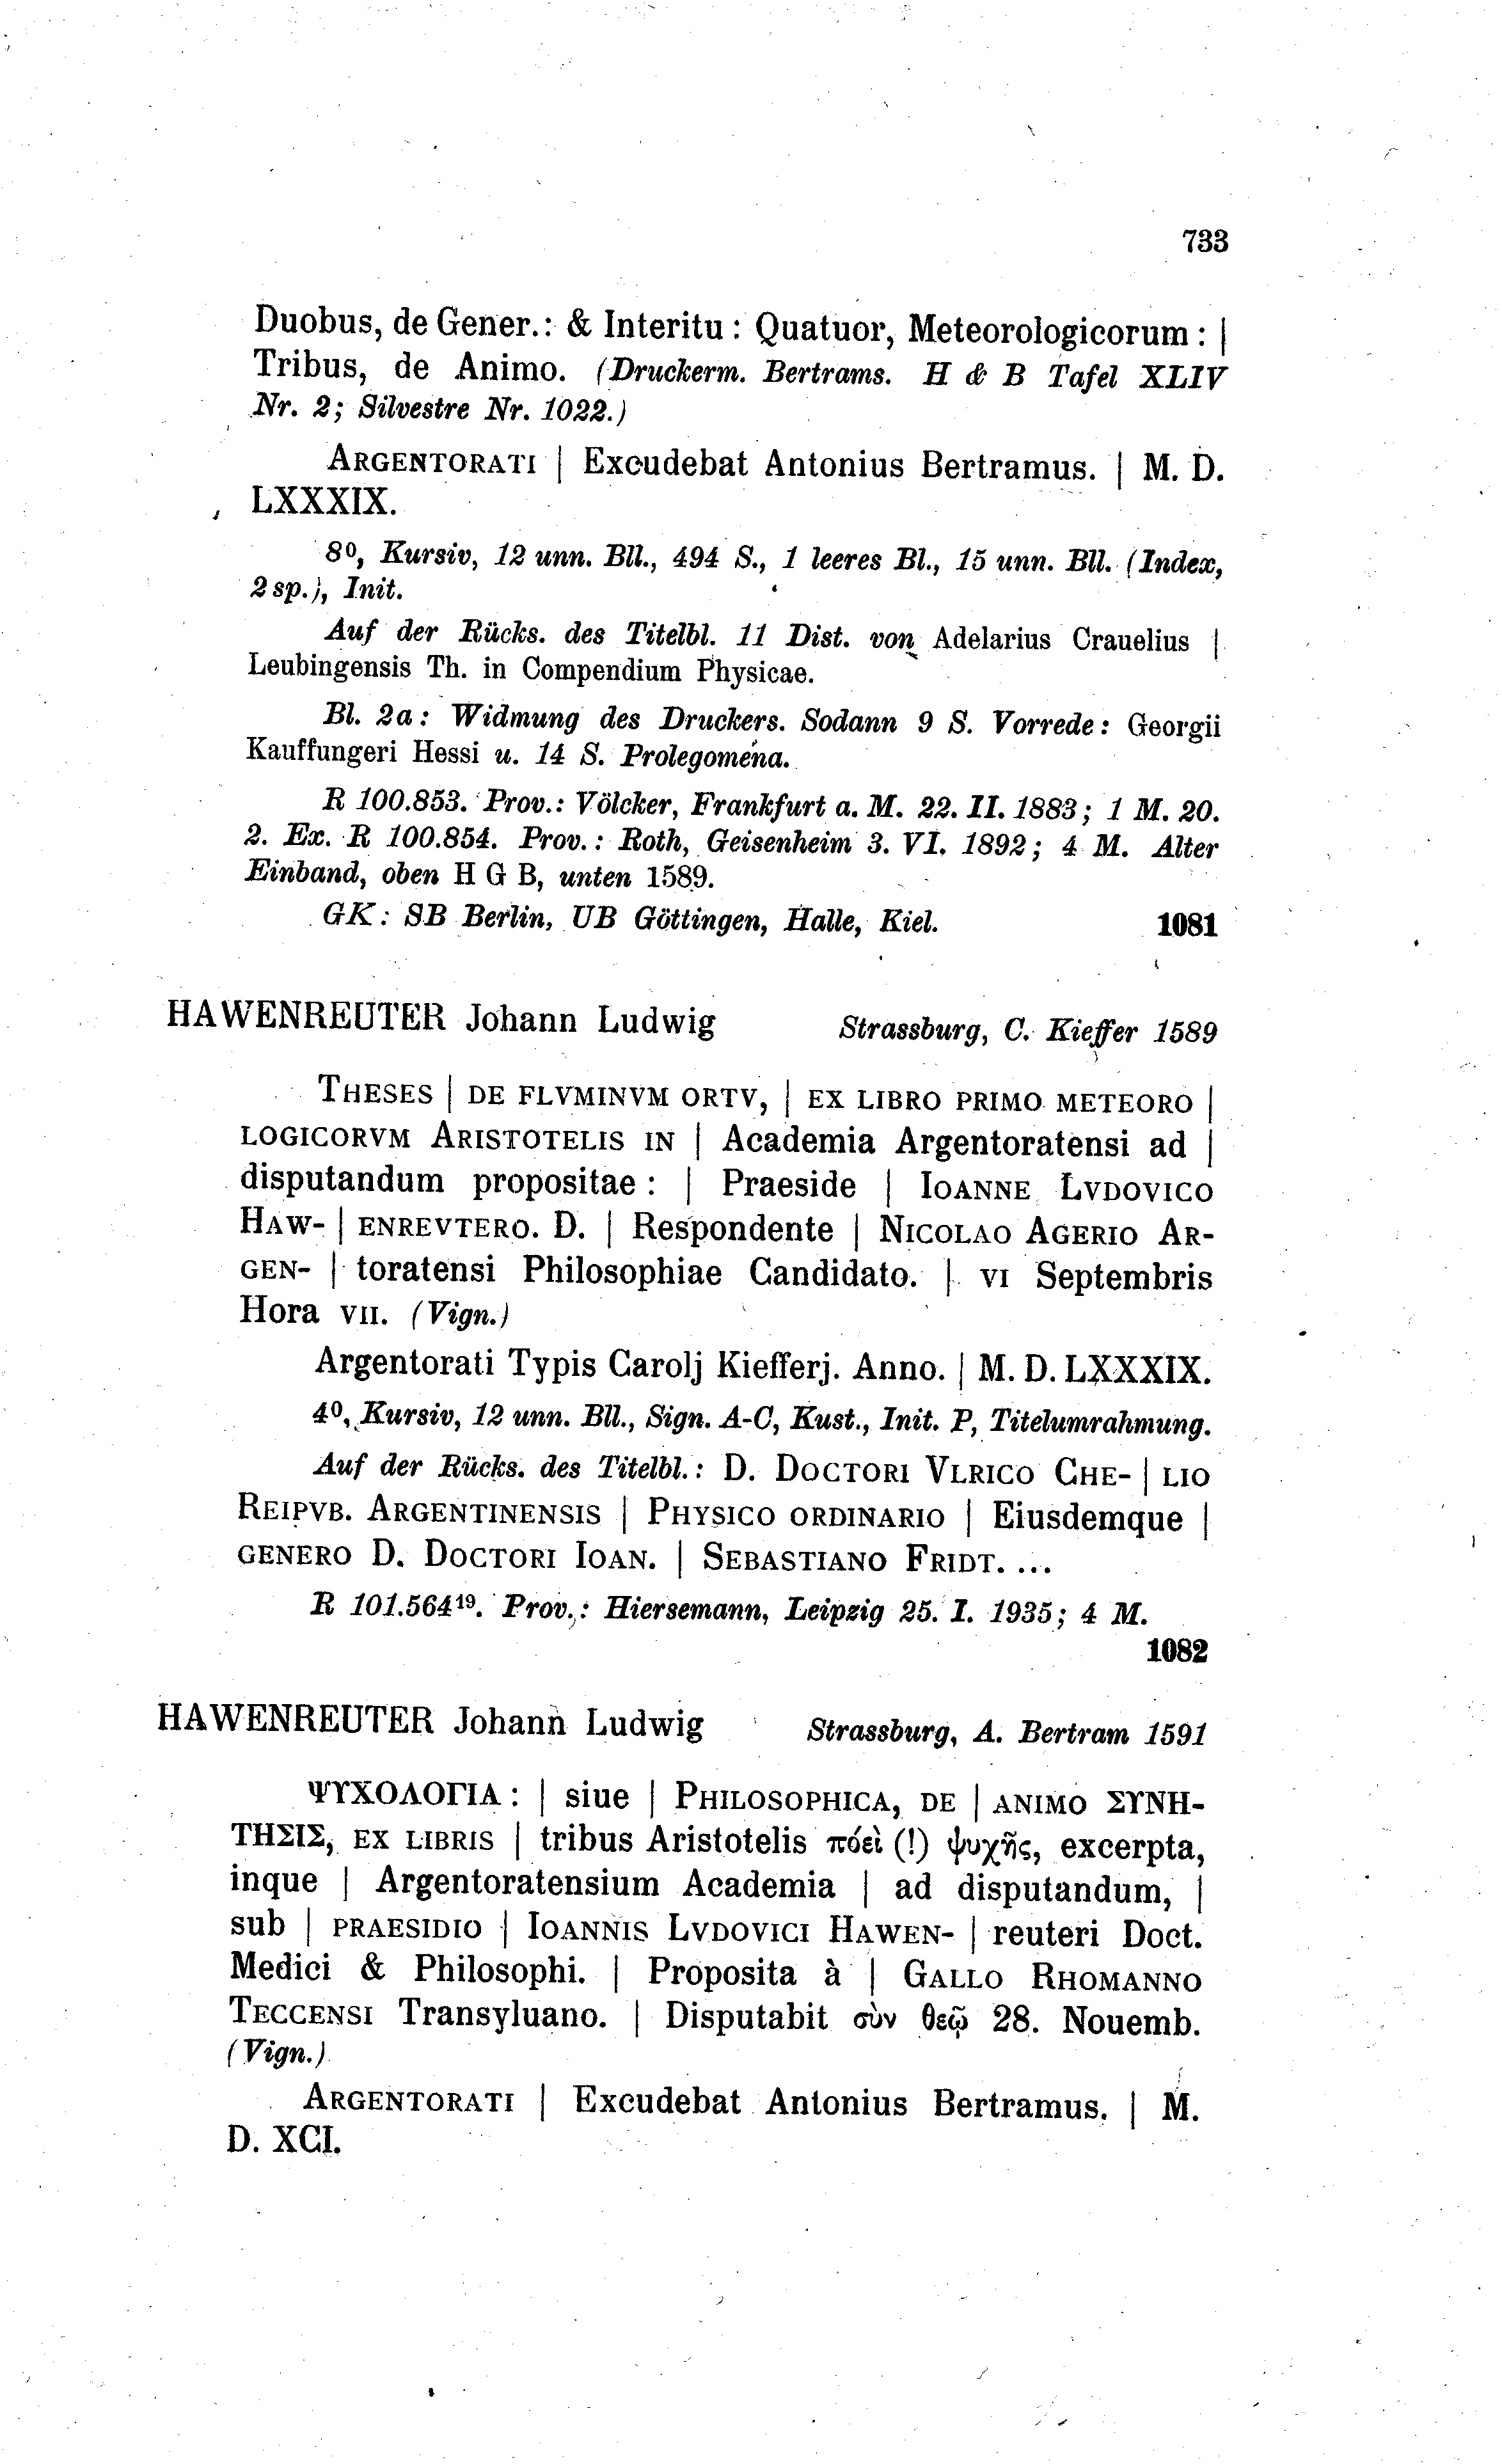 733
Duobus, de Gener.: & Interitu: Quatuor, Meteorologicorum: |
Tribus, de Animo. (Druckerm. Bertrams. H & B Tafel XLIV
Nr. 2; Silvestre Nr. 1022.)
ARGENTORATI | Excudebat Antonius Bertramus. | M. D.
LXXXIX.
8⁰, Kursiv, 12 unn. Bll., 494 S., 1 leeres Bl., 15 unn. Bll. (Index,
2 sp.), Init.
Auf der Rücks. des Titelbl. 11 Dist. von Adelarius Crauelius |
Leubingensis Th. in Compendium Physicae.
Bl. 2a: Widmung des Druckers. Sodann 9 S. Vorrede: Georgii
Kauffungeri Hessi u. 14 S. Prolegomena.
R 100.853. Prov.: Völcker, Frankfurt a. M. 22. II. 1883; 1 M. 20.
2. Ex. R 100.854. Prov.: Roth, Geisenheim 3. VI. 1892; 4 M. Alter
Einband, oben H G B, unten 1589.
GK: SB Berlin, UB Göttingen, Halle, Kiel. 1081
HAWENREUTER Johann Ludwig Strassburg, C. Kieffer 1589
THESES | DE FLVMINVM ORTV, | EX LIBRO PRIMO METEORO |
LOGICORVM ARISTOTELIS IN | Academia Argentoratensi ad |
disputandum propositae: | Praeside | IOANNE LVDOVICO
HAW- | ENREVTERO. D. | Respondente | NICOLAO AGERIO AR-
GEN- | toratensi Philosophiae Candidato. | VI Septembris
Hora VII. (Vign.)
Argentorati Typis Carolj Kiefferj. Anno. | M. D. LXXXIX.
4⁰, Kursiv, 12 unn. Bll., Sign. A-C, Kust., Init. P, Titelumrahmung.
Auf der Rücks. des Titelbl.: D. DOCTORI VLRICO CHE- | LIO
REIPVB. ARGENTINENSIS | PHYSICO ORDINARIO | Eiusdemque |
GENERO D. DOCTORI IOAN. | SEBASTIANO FRIDT. ...
R 101.564¹⁹. Prov.: Hiersemann, Leipzig 25. I. 1935; 4 M.
1082
HAWENREUTER Johann Ludwig Strassburg, A. Bertram 1591
ΨΥΧΟΛΟΓΙΑ: | siue | PHILOSOPHICA, DE | ANIMO ΣΥΝΗ-
ΤΗΣΙΣ, EX LIBRIS | tribus Aristotelis πόεὶ (!) ψυχῆς, excerpta,
inque | Argentoratensium Academia | ad disputandum, |
sub | PRAESIDIO | IOANNIS LVDOVICI HAWEN- | reuteri Doct.
Medici & Philosophi. | Proposita à | GALLO RHOMANNO
TECCENSI Transyluano. | Disputabit σὺν θεῷ 28. Nouemb.
(Vign.)
ARGENTORATI | Excudebat Antonius Bertramus. | M.
D. XCI.